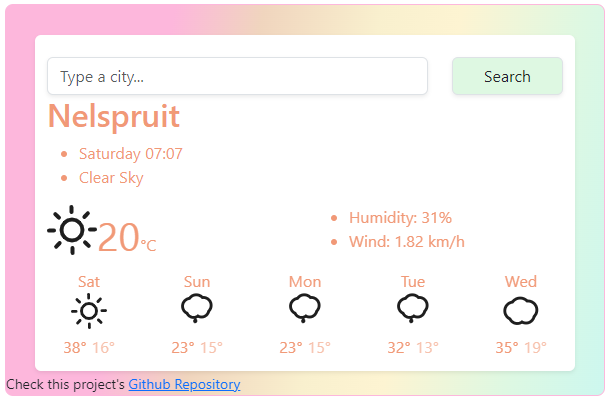 Type a city...
Search
Nelspruit
Saturday 07:07
Clear Sky
20°C
Humidity: 31%
Wind: 1.82 km/h
Sat Sun Mon Tue Wed
38° 16° 23° 15° 23° 15° 32° 13° 35° 19°
Check this project's Github Repository